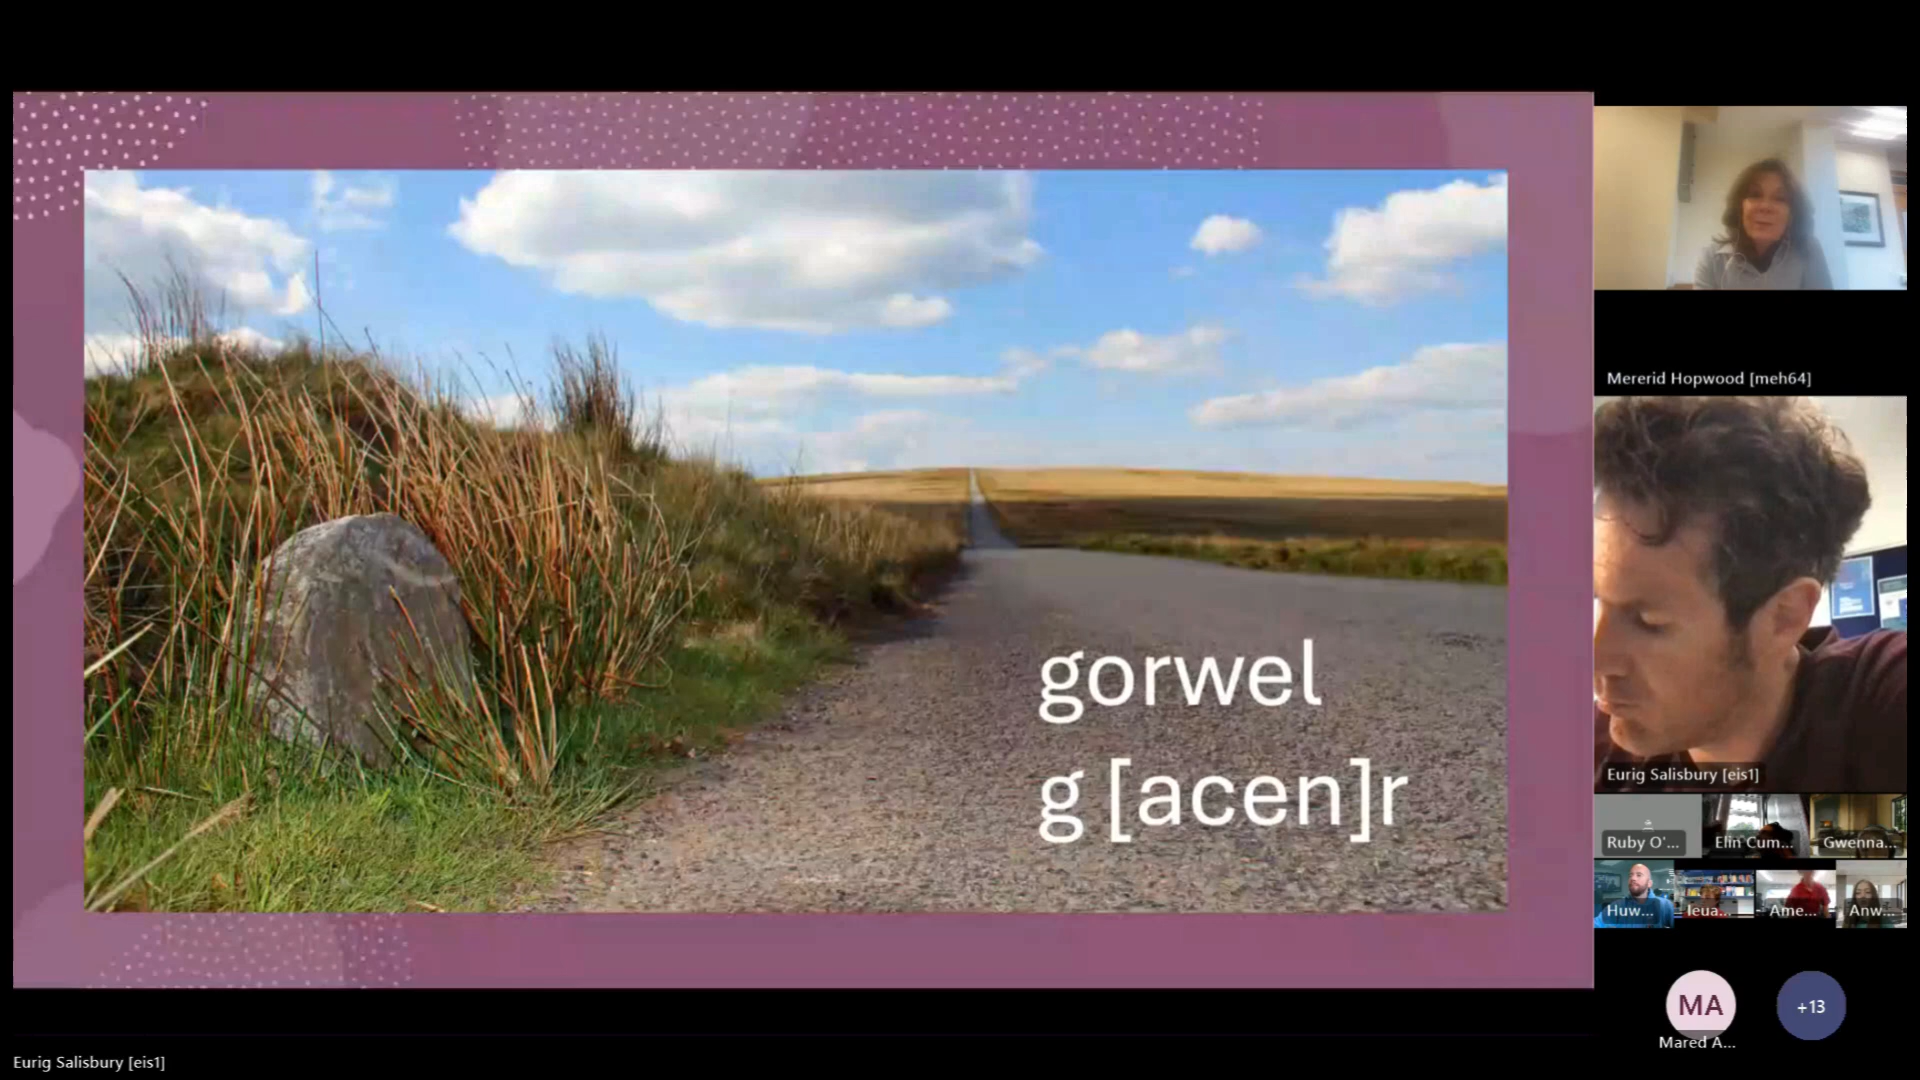 gorwel
g [acen]r
Mererid Hopwood [meh64]
Eurig Salisbury [eis1]
Ruby O'...
Elin Cum...
Gwenna...
Huw...
Ieua...
Ame...
Anw...
MA
+13
Mared A...
Eurig Salisbury [eis1]